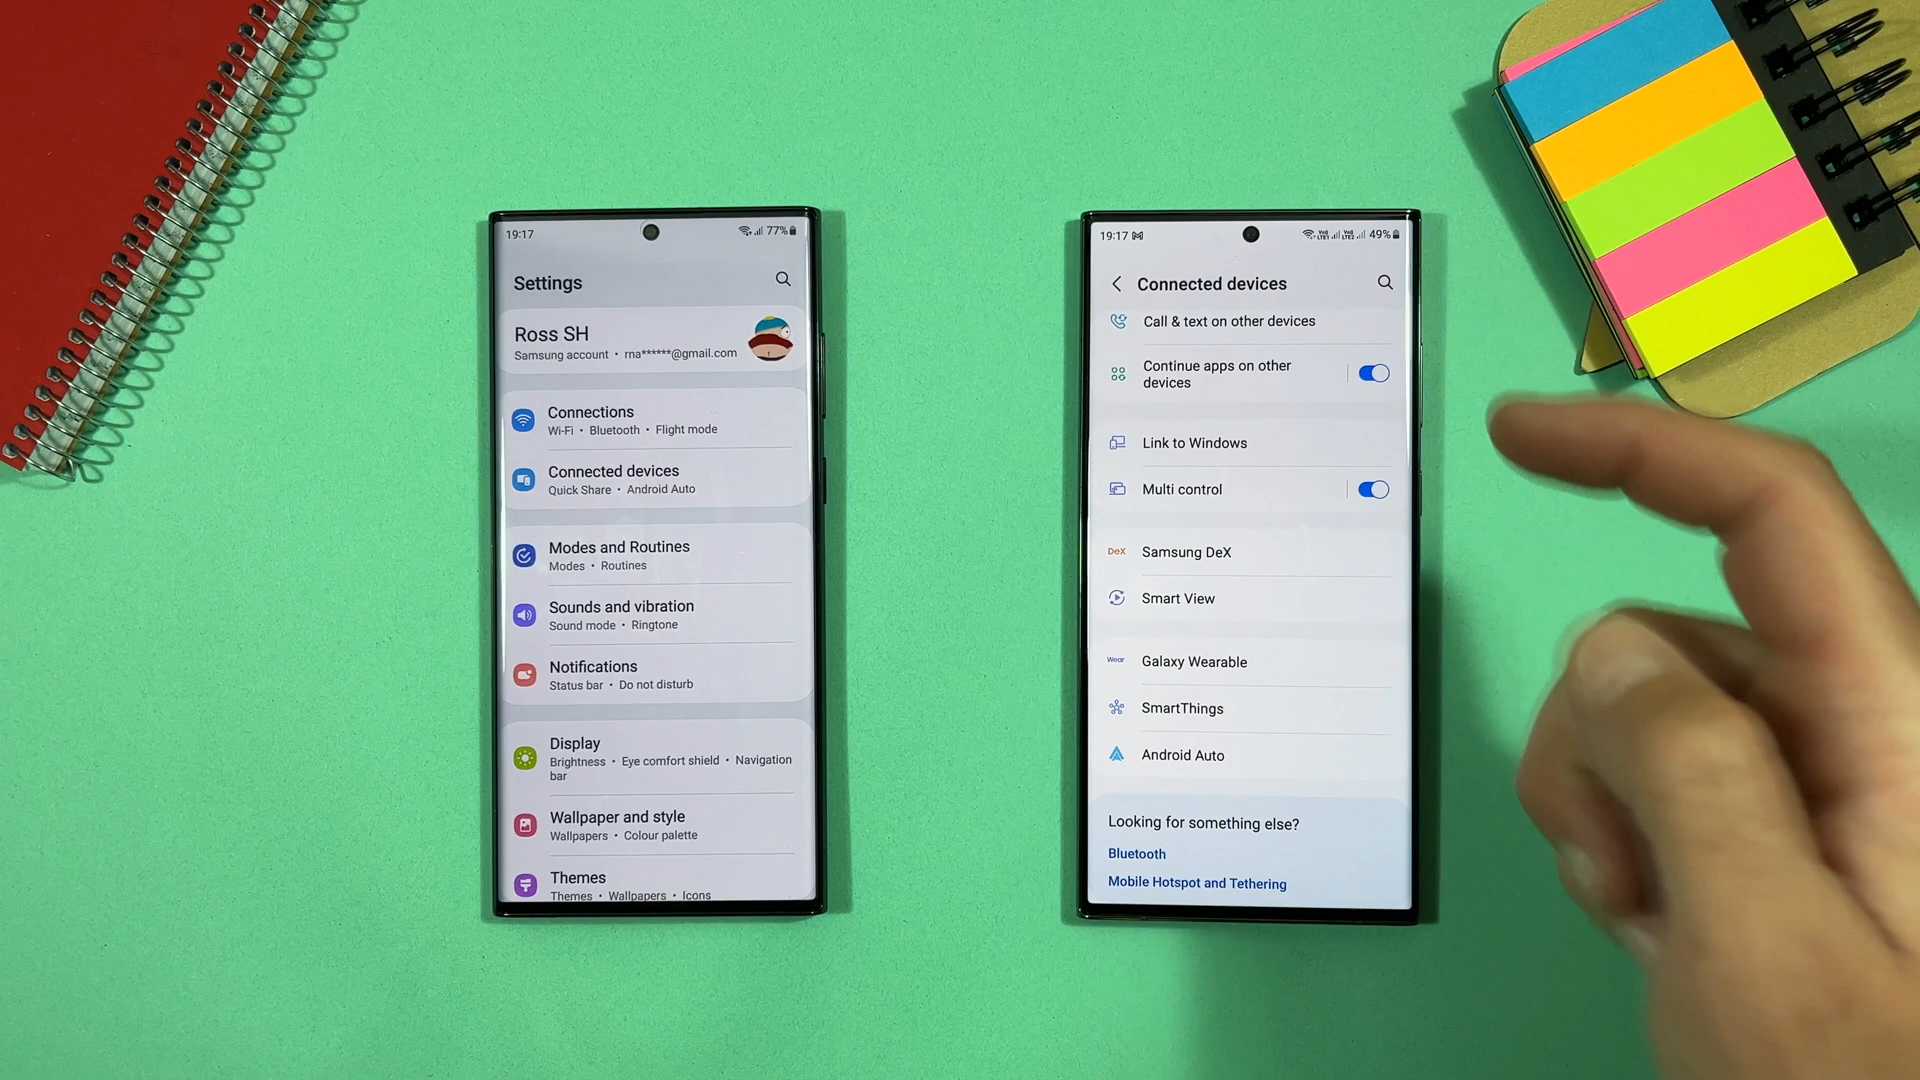 19:17
77%
Settings
Ross SH
Samsung account • rna******@gmail.com
Connections
Wi-Fi • Bluetooth • Flight mode
Connected devices
Quick Share • Android Auto
Modes and Routines
Modes • Routines
Sounds and vibration
Sound mode • Ringtone
Notifications
Status bar • Do not disturb
Display
Brightness • Eye comfort shield • Navigation
bar
Wallpaper and style
Wallpapers • Colour palette
Themes
Themes • Wallpapers • Icons
19:17
49%
Connected devices
Call & text on other devices
Continue apps on other
devices
Link to Windows
Multi control
DeX Samsung DeX
Smart View
Wear Galaxy Wearable
SmartThings
Android Auto
Looking for something else?
Bluetooth
Mobile Hotspot and Tethering